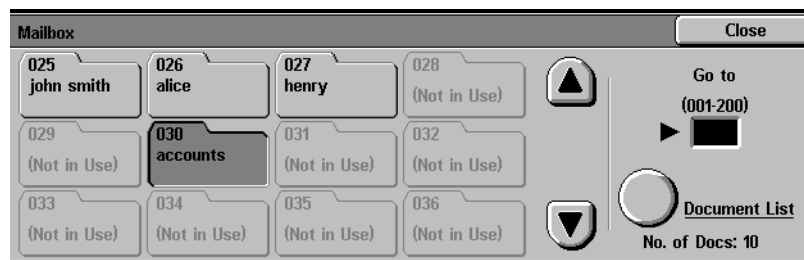 Mailbox
Close
025
john smith
026
alice
027
henry
028
(Not in Use)
029
(Not in Use)
030
accounts
031
(Not in Use)
032
(Not in Use)
033
(Not in Use)
034
(Not in Use)
035
(Not in Use)
036
(Not in Use)
Go to
(001-200)
Document List
No. of Docs: 10